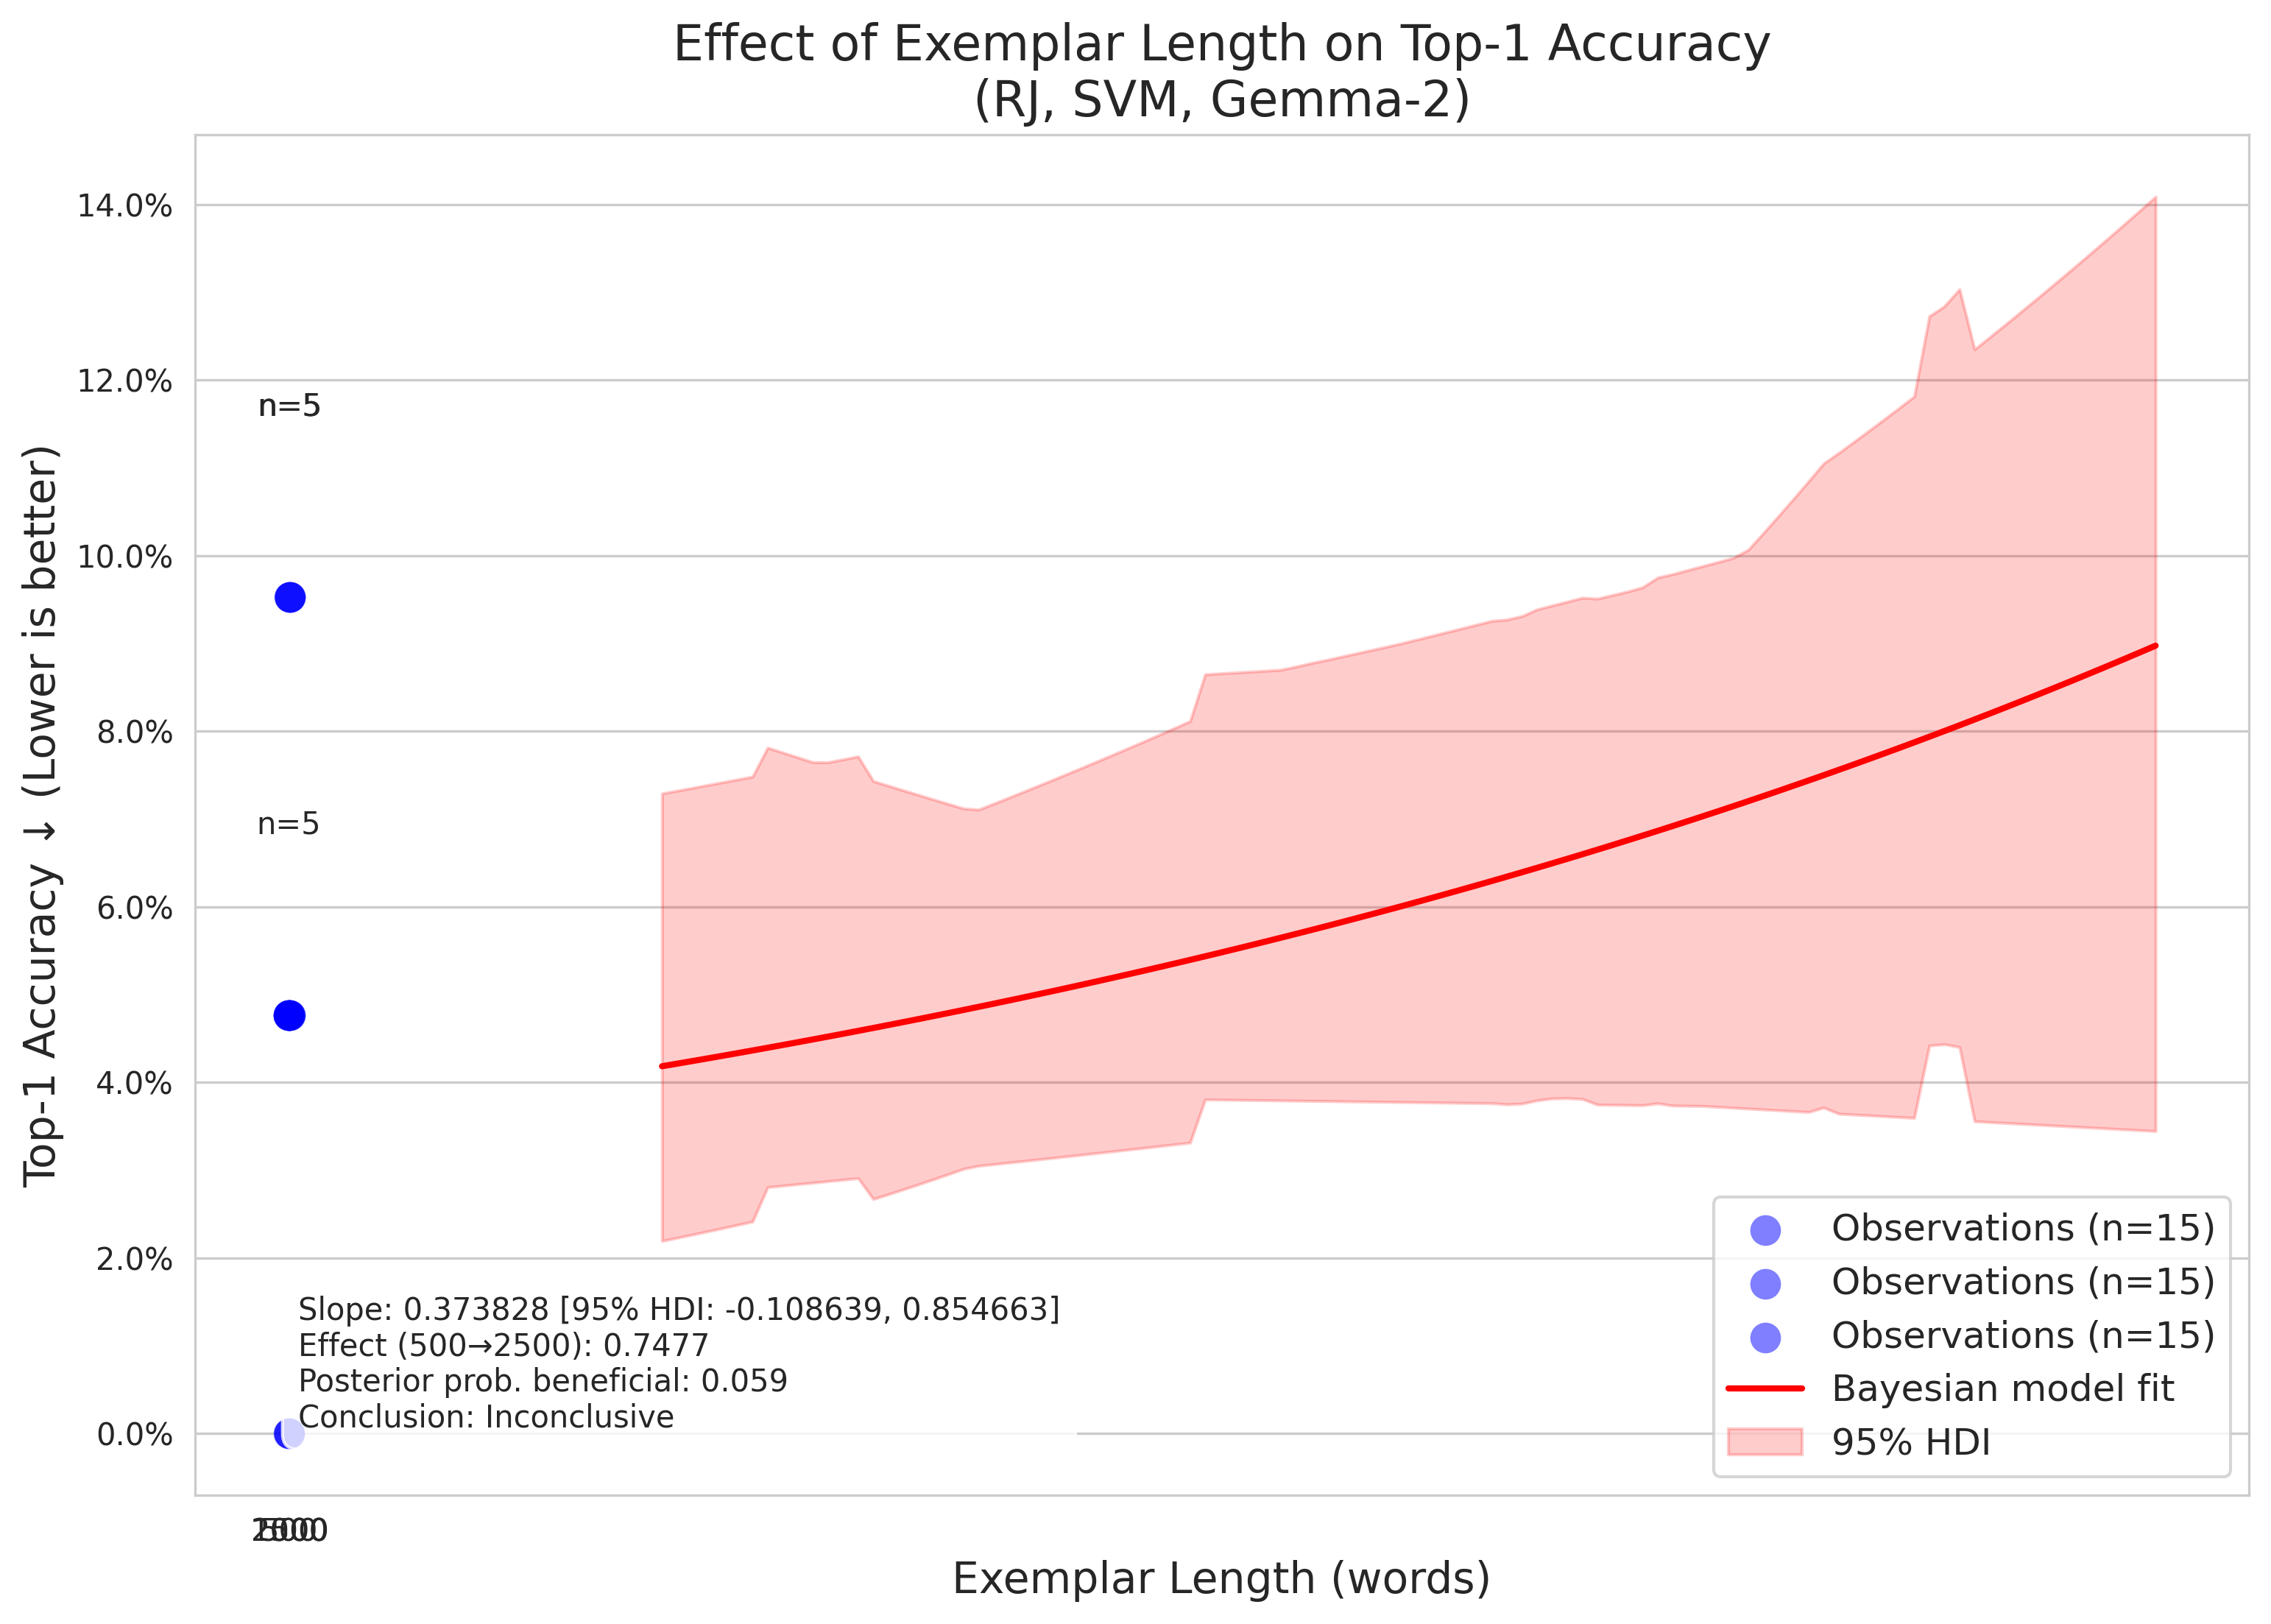 Effect of Exemplar Length on Top-1 Accuracy
(RJ, SVM, Gemma-2)
Top-1 Accuracy ↓ (Lower is better)
14.0%
12.0%
10.0%
8.0%
6.0%
4.0%
2.0%
0.0%
n=5
n=5
Slope: 0.373828 [95% HDI: -0.108639, 0.854663]
Effect (500→2500): 0.7477
Posterior prob. beneficial: 0.059
Conclusion: Inconclusive
Observations (n=15)
Observations (n=15)
Observations (n=15)
Bayesian model fit
95% HDI
Exemplar Length (words)